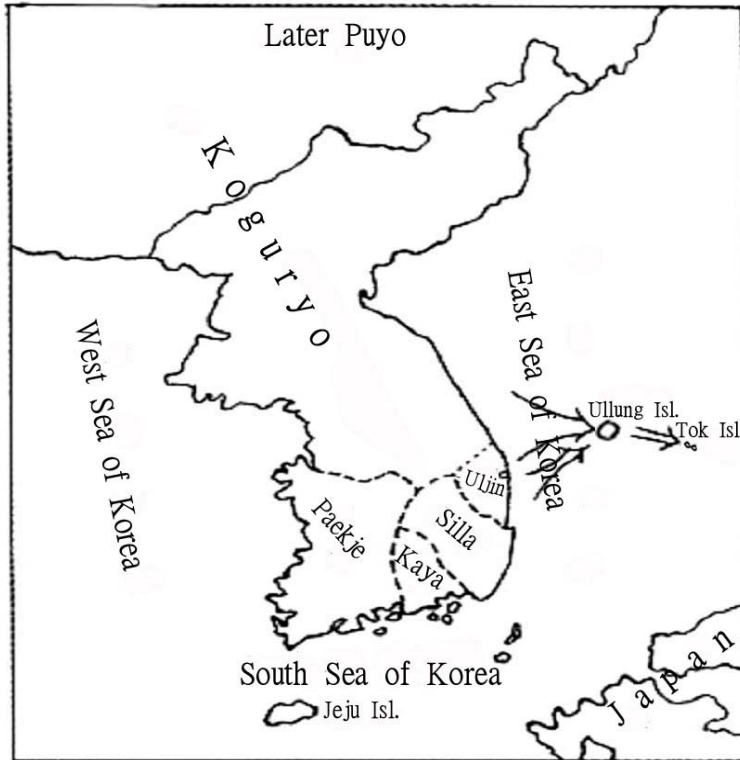 Later Puyo
Koguryo
East Sea of Korea
West Sea of Korea
Ullung Isl.
Tok Isl
Uljin
Paekje
Silla
Kaya
Japan
South Sea of Korea
Jeju Isl.